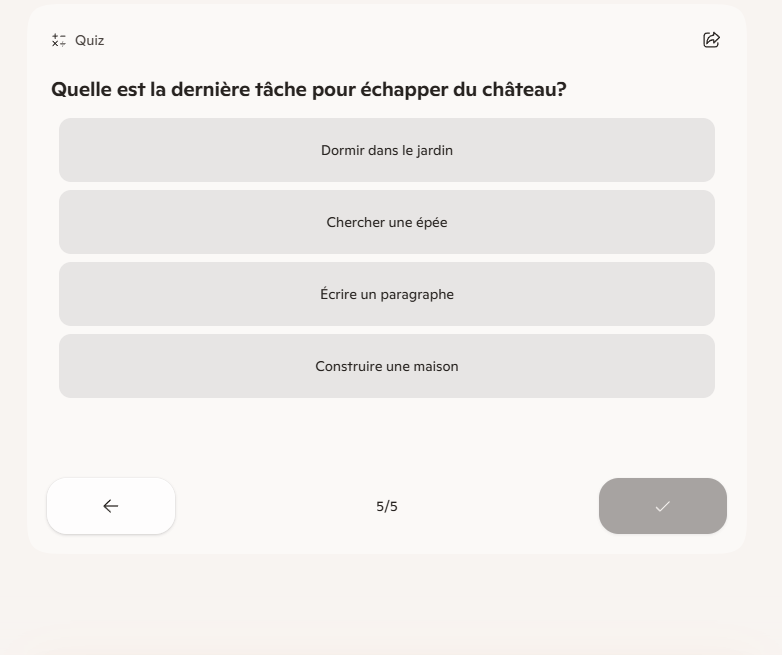 Quiz
Quelle est la dernière tâche pour échapper du château?
Dormir dans le jardin
Chercher une épée
Écrire un paragraphe
Construire une maison
5/5